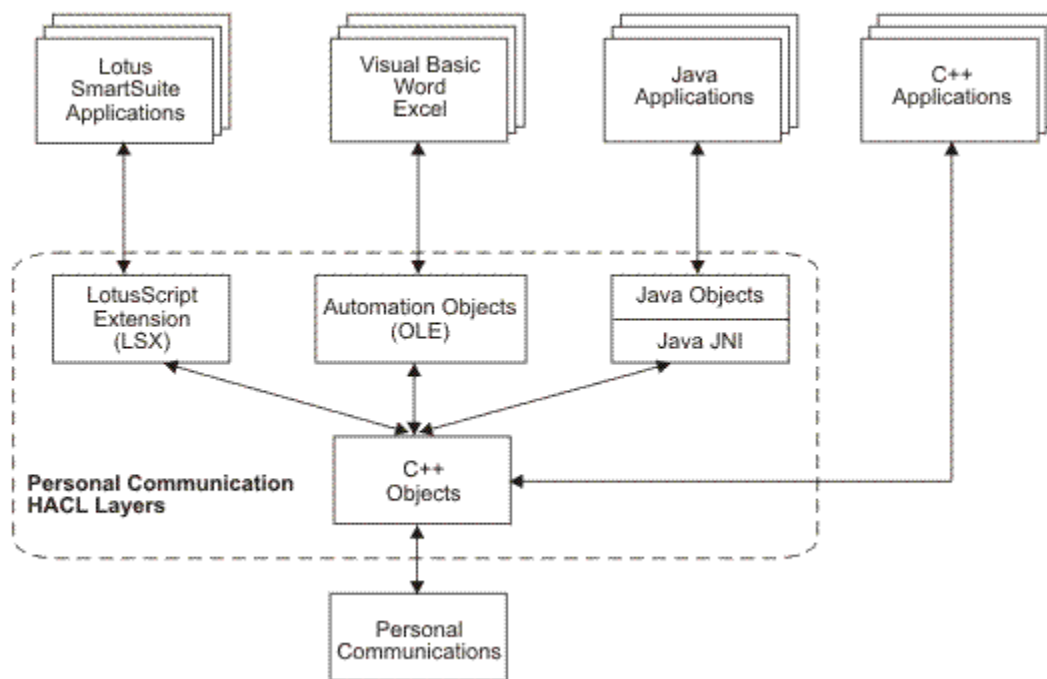 Lotus
SmartSuite
Applications
Visual Basic
Word
Excel
Java
Applications
C++
Applications
LotusScript
Extension
(LSX)
Automation Objects
(OLE)
Java Objects
Java JNI
C++
Objects
Personal Communication
HACL Layers
Personal
Communications